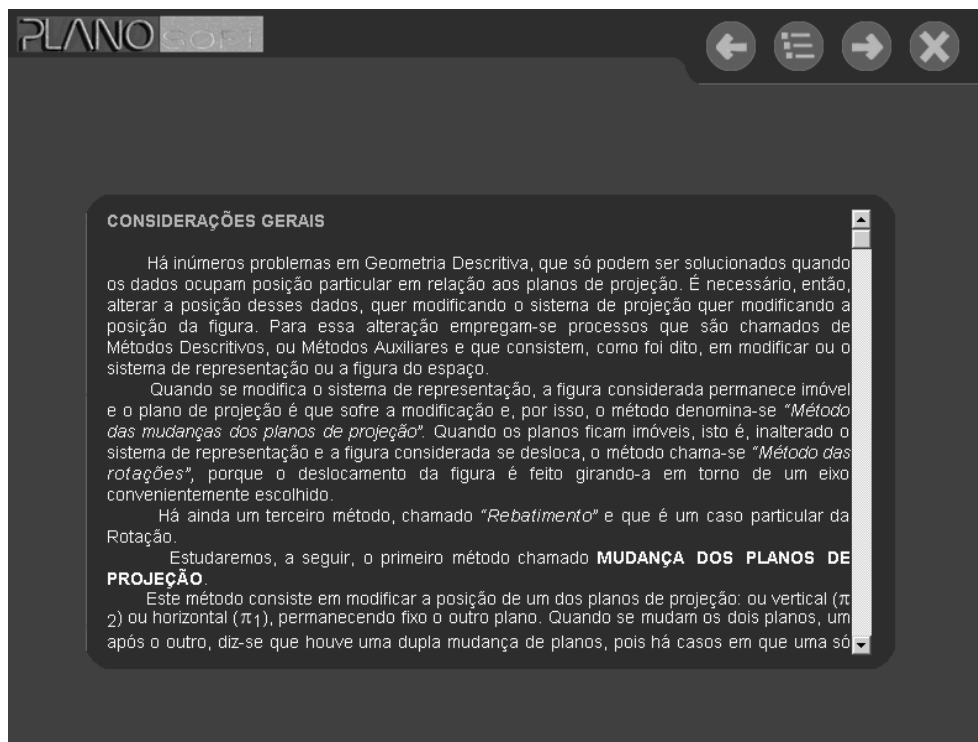 PLANO SOFT
CONSIDERAÇÕES GERAIS
Há inúmeros problemas em Geometria Descritiva, que só podem ser solucionados quando
os dados ocupam posição particular em relação aos planos de projeção. É necessário, então,
alterar a posição desses dados, quer modificando o sistema de projeção quer modificando a
posição da figura. Para essa alteração empregam-se processos que são chamados de
Métodos Descritivos, ou Métodos Auxiliares e que consistem, como foi dito, em modificar ou o
sistema de representação ou a figura do espaço.
Quando se modifica o sistema de representação, a figura considerada permanece imóvel
e o plano de projeção é que sofre a modificação e, por isso, o método denomina-se “Método
das mudanças dos planos de projeção”. Quando os planos ficam imóveis, isto é, inalterado o
sistema de representação e a figura considerada se desloca, o método chama-se “Método das
rotações”, porque o deslocamento da figura é feito girando-a em torno de um eixo
convenientemente escolhido.
Há ainda um terceiro método, chamado “Rebatimento” e que é um caso particular da
Rotação.
Estudaremos, a seguir, o primeiro método chamado MUDANÇA DOS PLANOS DE
PROJEÇÃO.
Este método consiste em modificar a posição de um dos planos de projeção: ou vertical (π
2) ou horizontal (π1), permanecendo fixo o outro plano. Quando se mudam os dois planos, um
após o outro, diz-se que houve uma dupla mudança de planos, pois há casos em que uma só